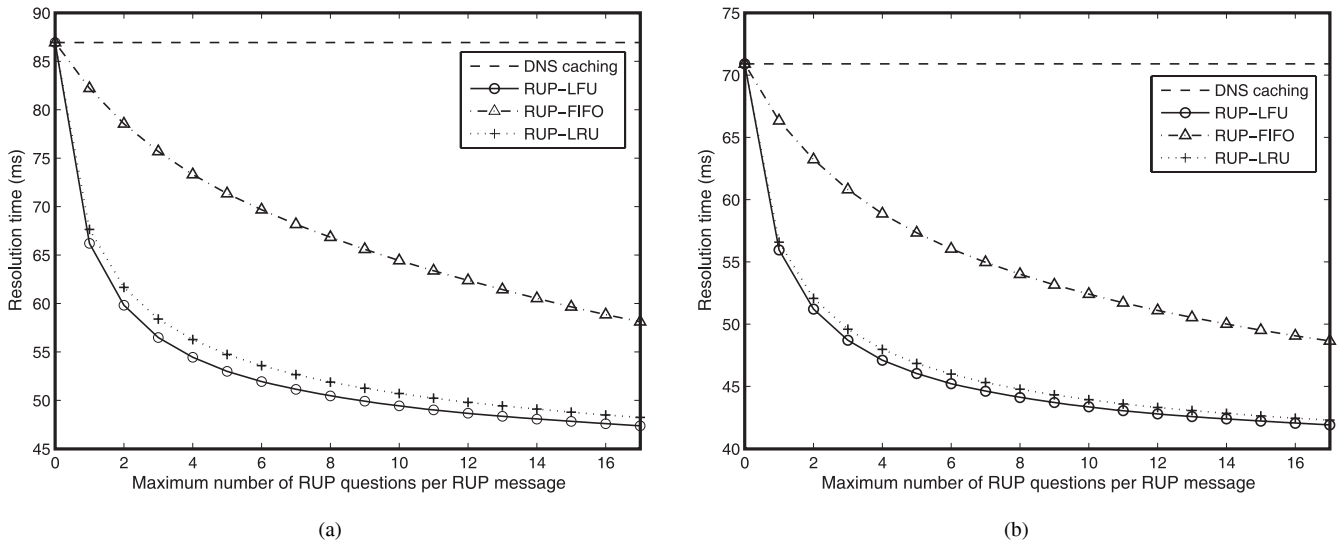 90
85
80
75
70
65
60
55
50
45
Resolution time (ms)
DNS caching
RUP−LFU
RUP−FIFO
RUP−LRU
0 2 4 6 8 10 12 14 16
Maximum number of RUP questions per RUP message
(a)
75
70
65
60
55
50
45
40
Resolution time (ms)
DNS caching
RUP−LFU
RUP−FIFO
RUP−LRU
0 2 4 6 8 10 12 14 16
Maximum number of RUP questions per RUP message
(b)